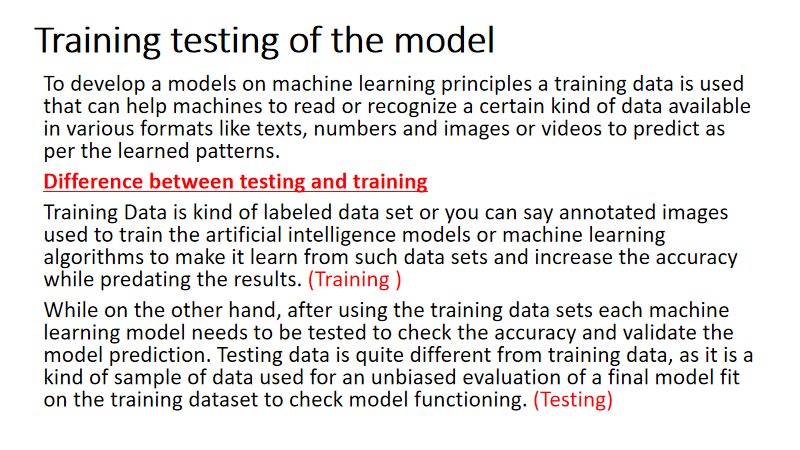 Training testing of the model
To develop a models on machine learning principles a training data is used
that can help machines to read or recognize a certain kind of data available
in various formats like texts, numbers and images or videos to predict as
per the learned patterns.
Difference between testing and training
Training Data is kind of labeled data set or you can say annotated images
used to train the artificial intelligence models or machine learning
algorithms to make it learn from such data sets and increase the accuracy
while predating the results. (Training )
While on the other hand, after using the training data sets each machine
learning model needs to be tested to check the accuracy and validate the
model prediction. Testing data is quite different from training data, as it is a
kind of sample of data used for an unbiased evaluation of a final model fit
on the training dataset to check model functioning. (Testing)